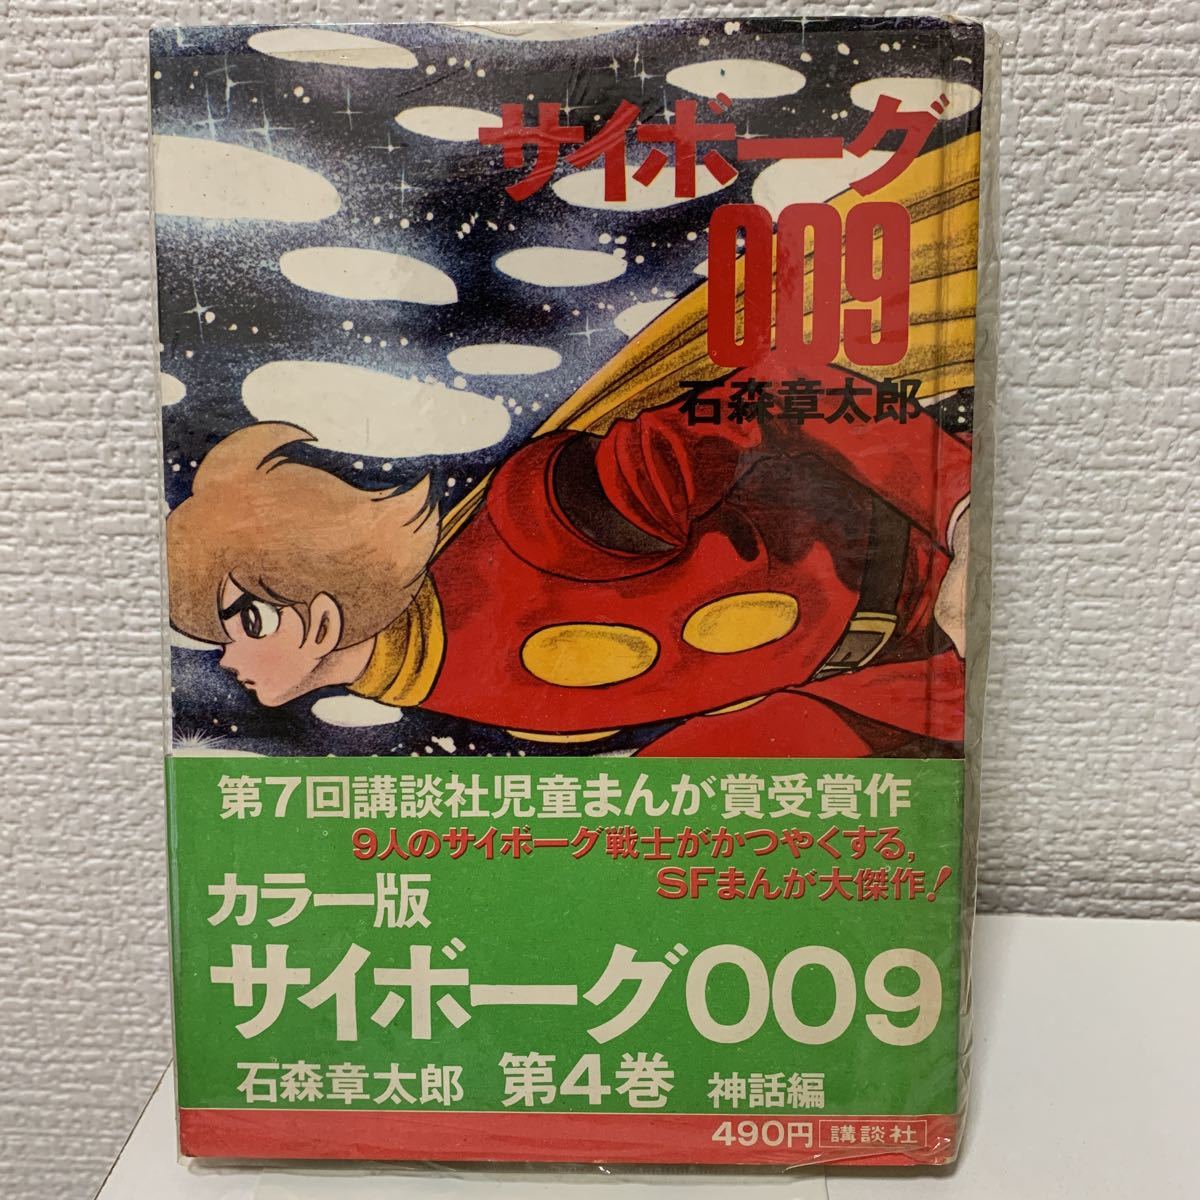 サイボーグ
009
石森章太郎
第7回講談社児童まんが賞受賞作
9人のサイボーグ戦士がかつやくする,
SFまんが大傑作!
カラー版
サイボーグ009
石森章太郎 第4巻 神話編
490円 講談社